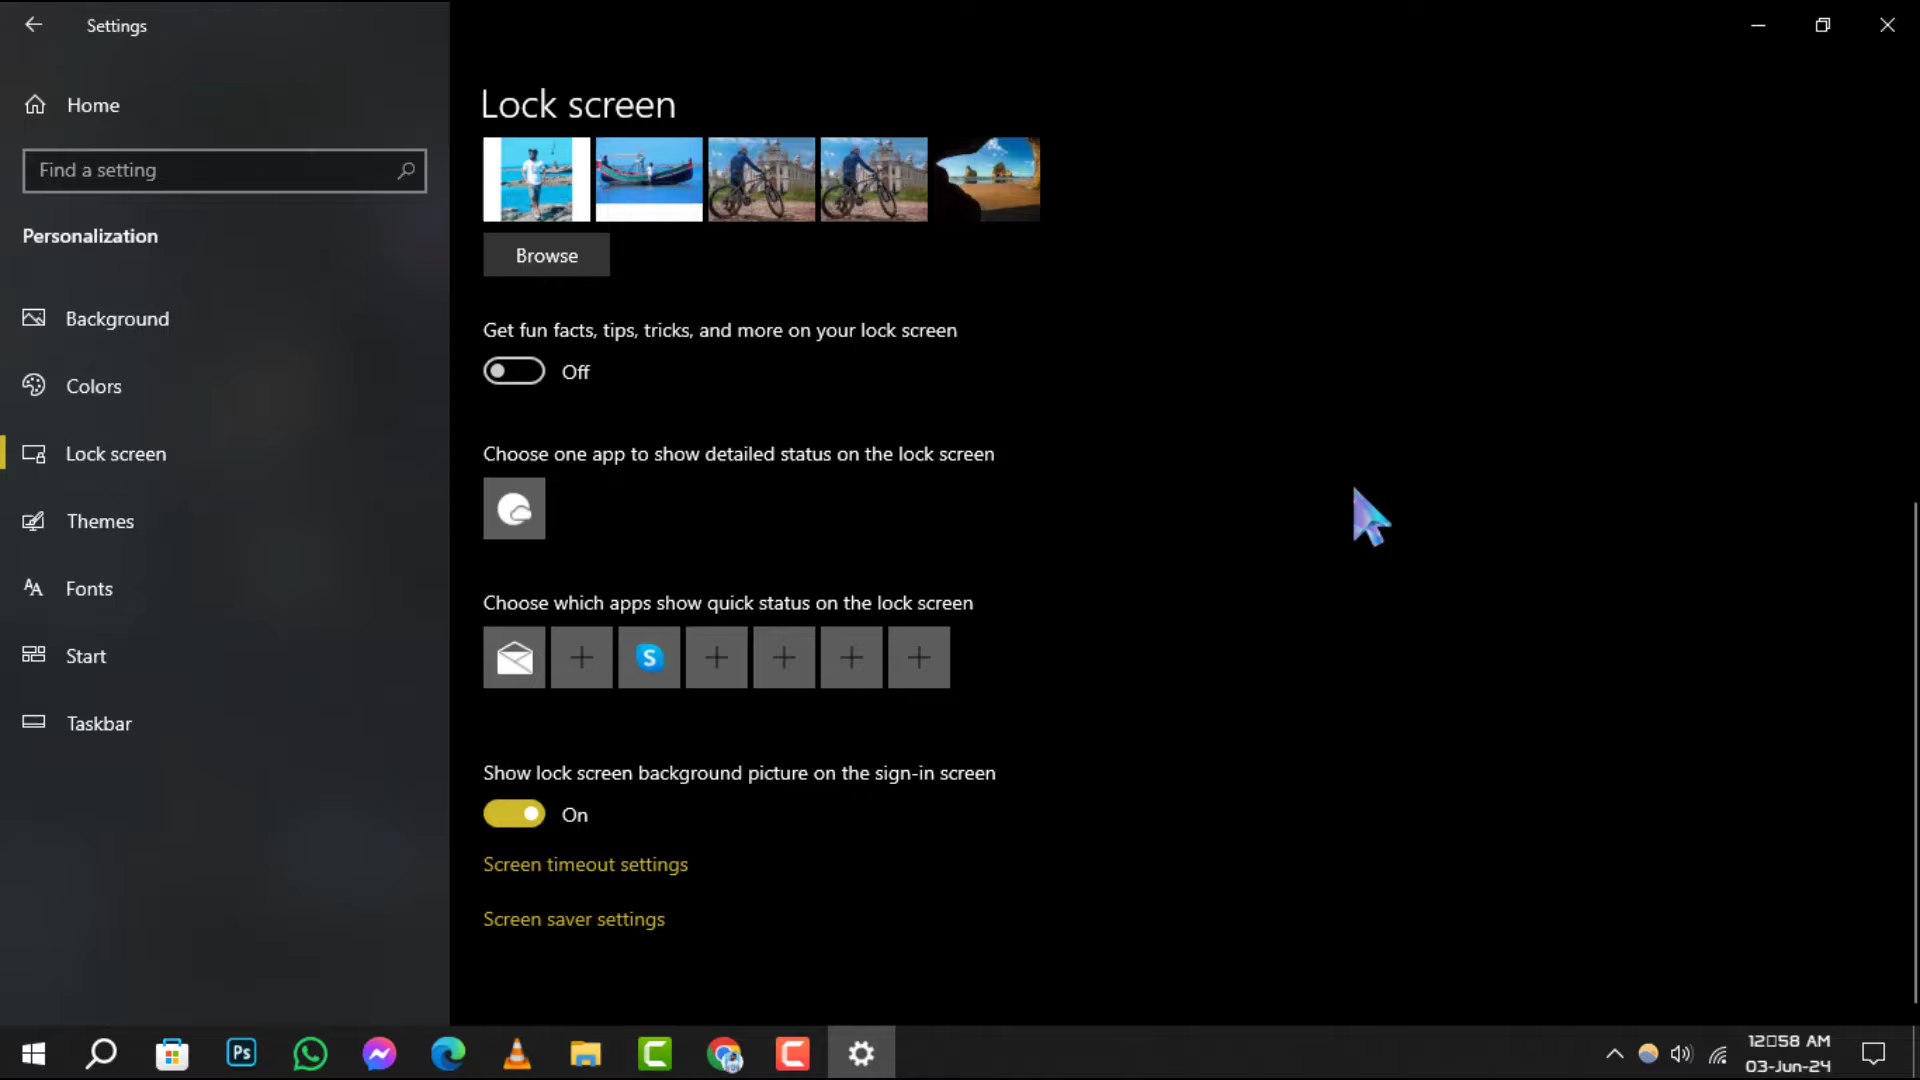 Settings
Home
Find a setting
Personalization
Background
Colors
Lock screen
Themes
Fonts
Start
Taskbar
Lock screen
Browse
Get fun facts, tips, tricks, and more on your lock screen
Off
Choose one app to show detailed status on the lock screen
Choose which apps show quick status on the lock screen
S
Show lock screen background picture on the sign-in screen
On
Screen timeout settings
Screen saver settings
Ps
12▯58 AM
03-Jun-24